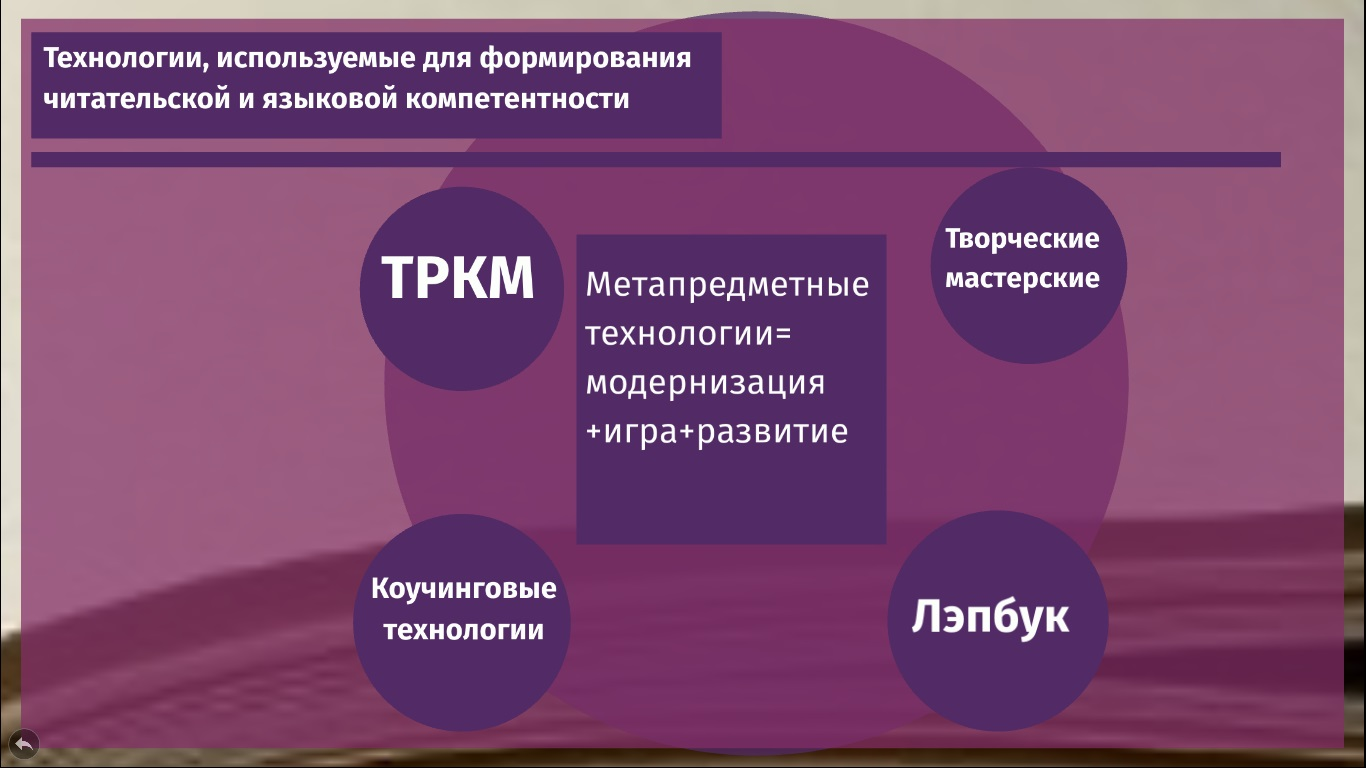 Технологии, используемые для формирования
читательской и языковой компетентности
ТРКМ
Творческие
мастерские
Метапредметные
технологии=
модернизация
+игра+развитие
Коучинговые
технологии
Лэпбук